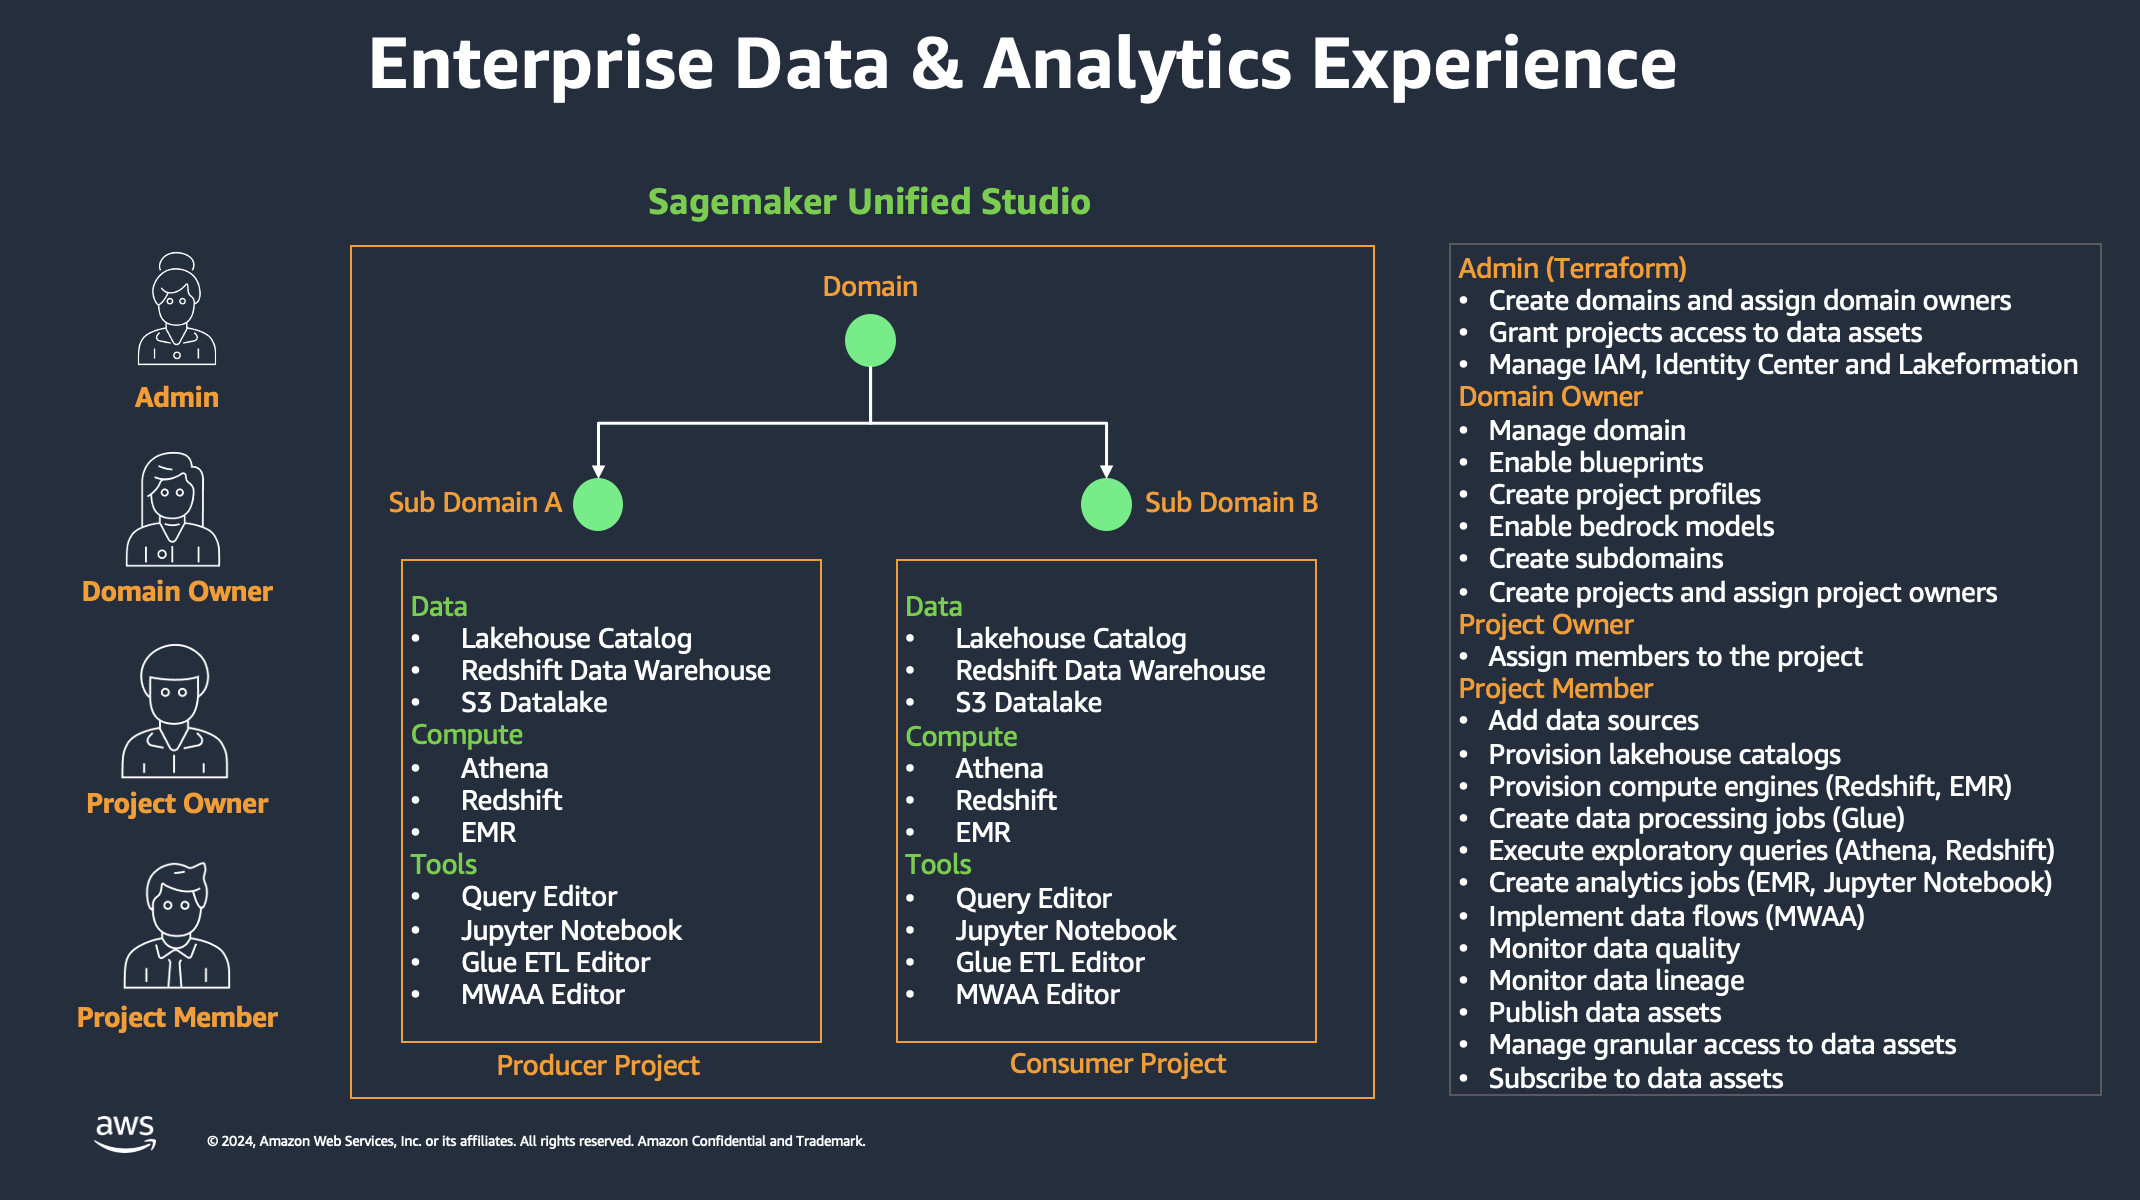 Enterprise Data & Analytics Experience
Sagemaker Unified Studio
Admin
Domain Owner
Project Owner
Project Member
Domain
Sub Domain A
Sub Domain B
Data
• Lakehouse Catalog
• Redshift Data Warehouse
• S3 Datalake
Compute
• Athena
• Redshift
• EMR
Tools
• Query Editor
• Jupyter Notebook
• Glue ETL Editor
• MWAA Editor
Producer Project
Data
• Lakehouse Catalog
• Redshift Data Warehouse
• S3 Datalake
Compute
• Athena
• Redshift
• EMR
Tools
• Query Editor
• Jupyter Notebook
• Glue ETL Editor
• MWAA Editor
Consumer Project
Admin (Terraform)
• Create domains and assign domain owners
• Grant projects access to data assets
• Manage IAM, Identity Center and Lakeformation
Domain Owner
• Manage domain
• Enable blueprints
• Create project profiles
• Enable bedrock models
• Create subdomains
• Create projects and assign project owners
Project Owner
• Assign members to the project
Project Member
• Add data sources
• Provision lakehouse catalogs
• Provision compute engines (Redshift, EMR)
• Create data processing jobs (Glue)
• Execute exploratory queries (Athena, Redshift)
• Create analytics jobs (EMR, Jupyter Notebook)
• Implement data flows (MWAA)
• Monitor data quality
• Monitor data lineage
• Publish data assets
• Manage granular access to data assets
• Subscribe to data assets
aws
© 2024, Amazon Web Services, Inc. or its affiliates. All rights reserved. Amazon Confidential and Trademark.